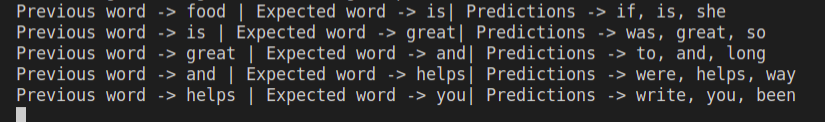 Previous word -> food | Expected word -> is| Predictions -> if, is, she
Previous word -> is | Expected word -> great| Predictions -> was, great, so
Previous word -> great | Expected word -> and| Predictions -> to, and, long
Previous word -> and | Expected word -> helps| Predictions -> were, helps, way
Previous word -> helps | Expected word -> you| Predictions -> write, you, been